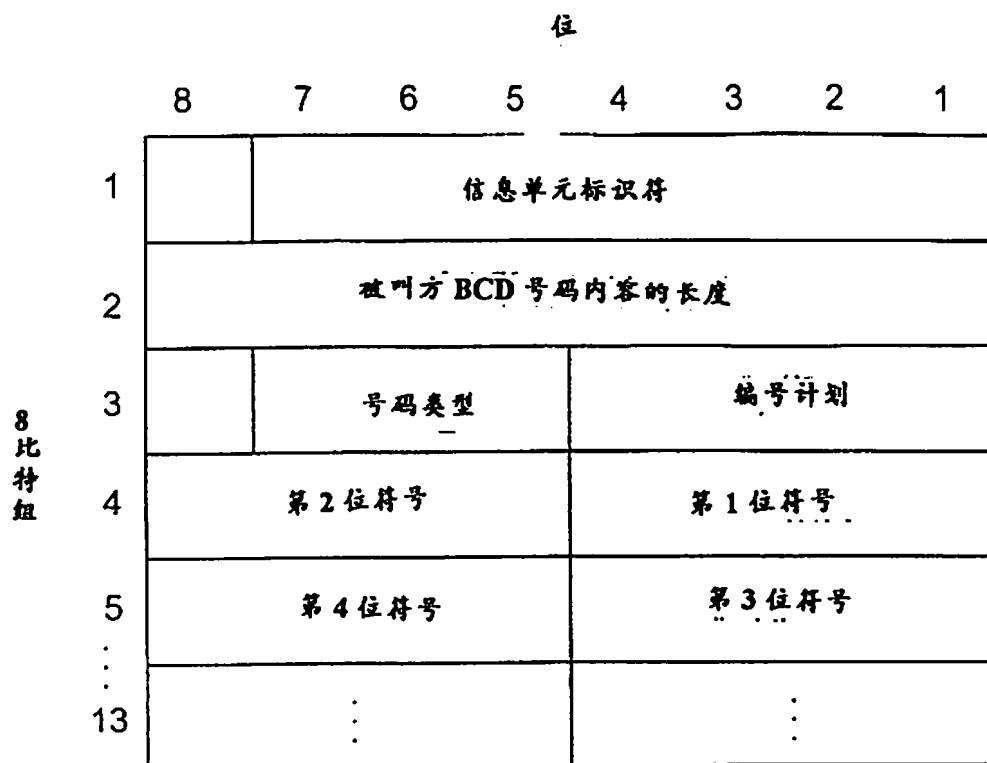 位
8 7 6 5 4 3 2 1
1 信息单元标识符
2 被叫方 BCD 号码内容的长度
3 号码类型 编号计划
8比特组
4 第2位符号 第1位符号
5 第4位符号 第3位符号
13